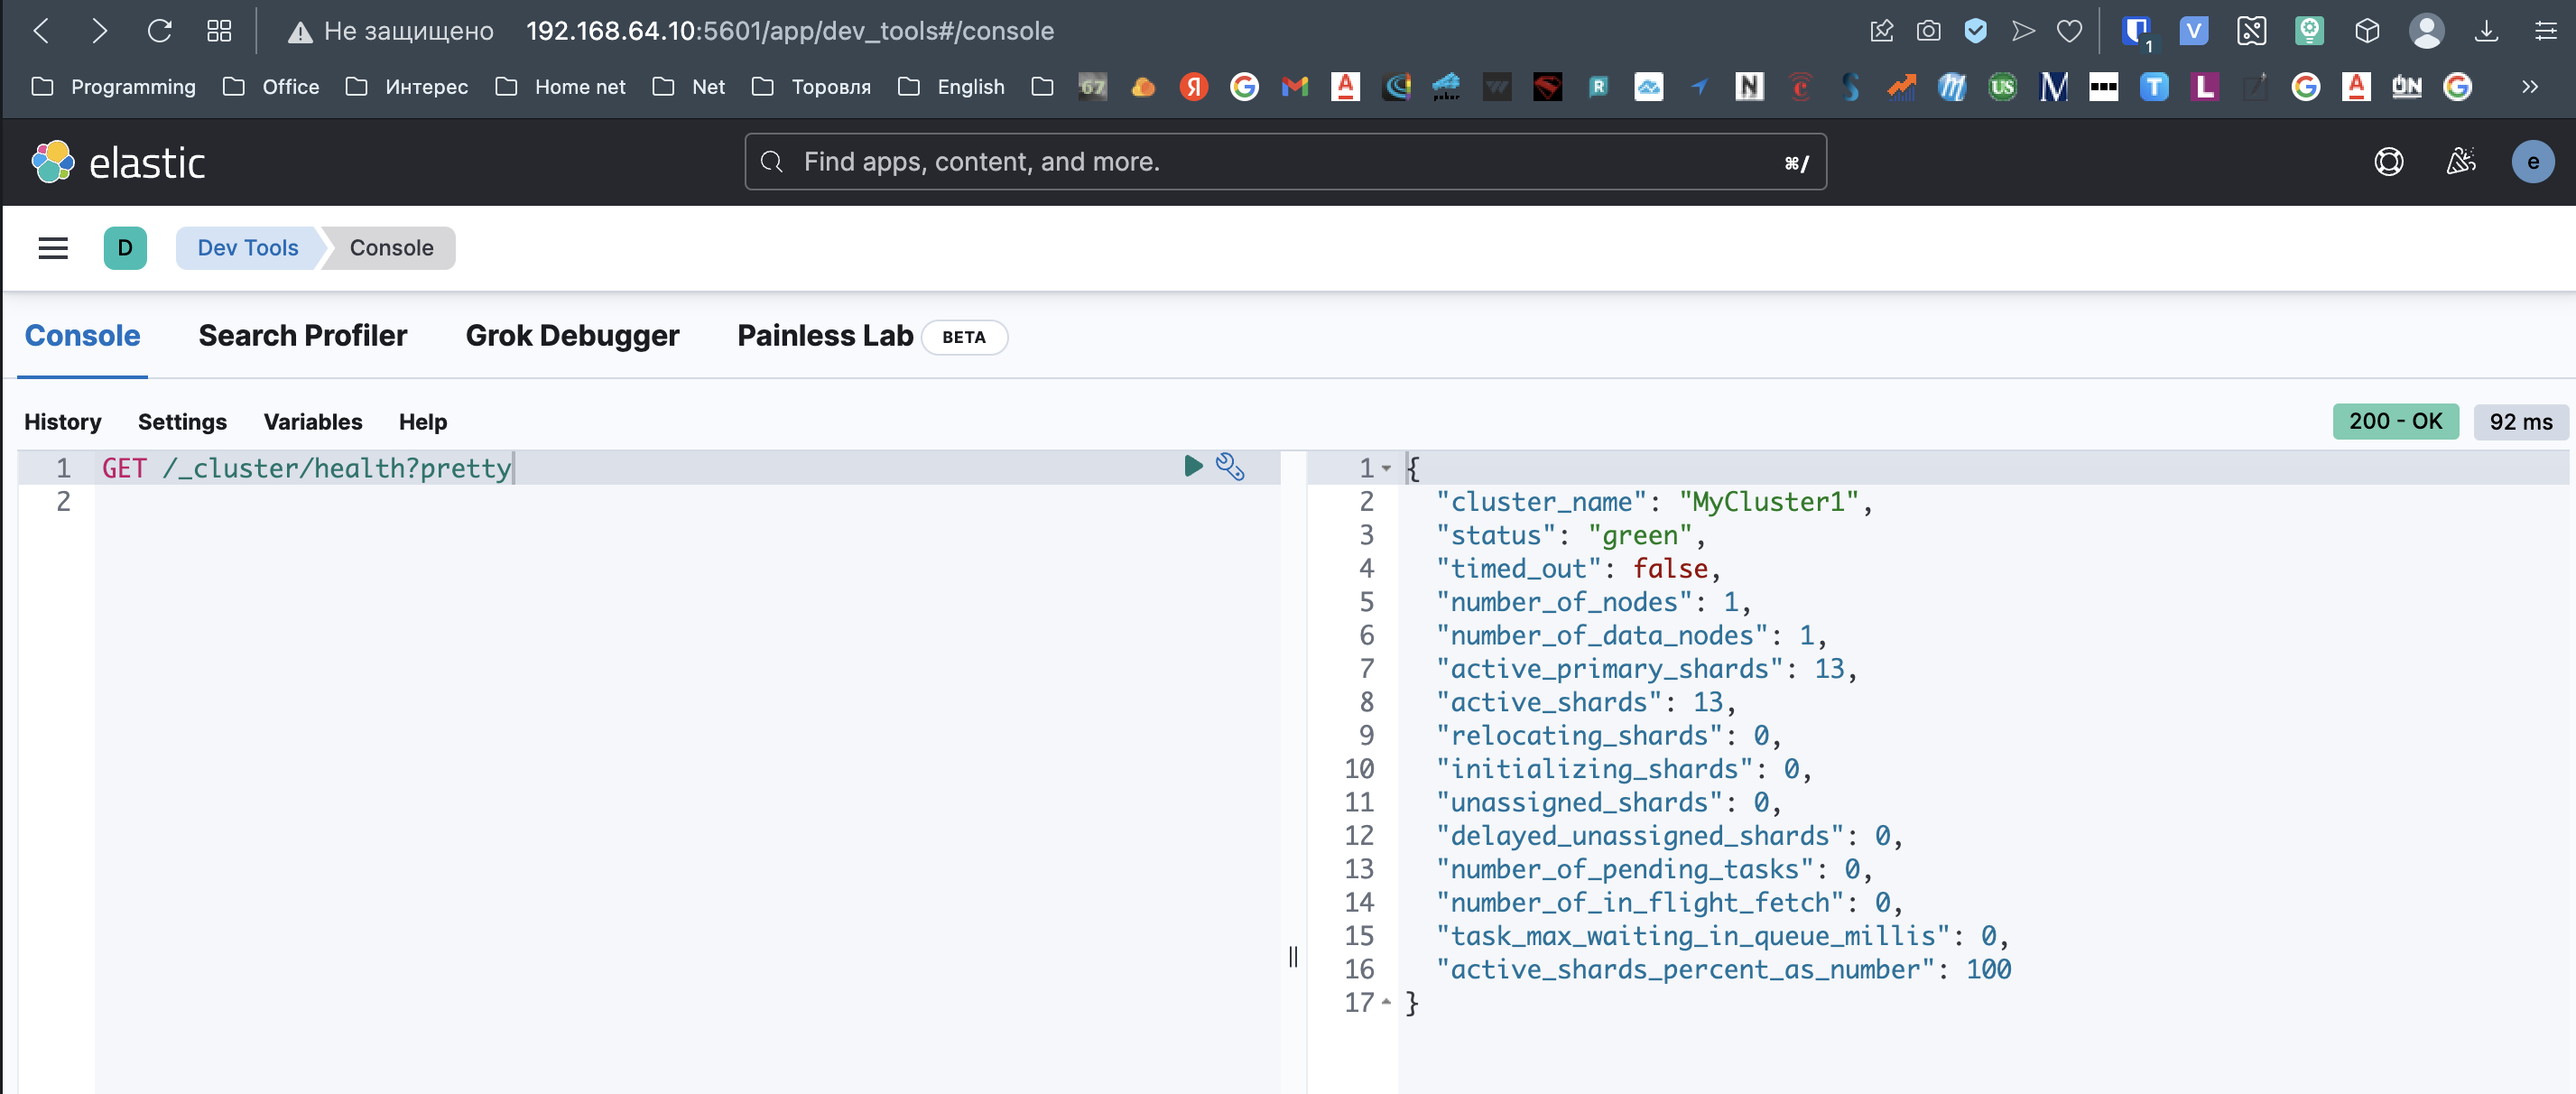 Не защищено 192.168.64.10:5601/app/dev_tools#/console 1 V
Programming Office Интерес Home net Net Торовля English 67 Я G A W R N c S m US M T L G A ON G
elastic Find apps, content, and more. ⌘/ e
D Dev Tools Console
Console Search Profiler Grok Debugger Painless Lab BETA
History Settings Variables Help 200 - OK 92 ms
1 GET /_cluster/health?pretty
2
1 {
2 "cluster_name": "MyCluster1",
3 "status": "green",
4 "timed_out": false,
5 "number_of_nodes": 1,
6 "number_of_data_nodes": 1,
7 "active_primary_shards": 13,
8 "active_shards": 13,
9 "relocating_shards": 0,
10 "initializing_shards": 0,
11 "unassigned_shards": 0,
12 "delayed_unassigned_shards": 0,
13 "number_of_pending_tasks": 0,
14 "number_of_in_flight_fetch": 0,
15 "task_max_waiting_in_queue_millis": 0,
16 "active_shards_percent_as_number": 100
17 }